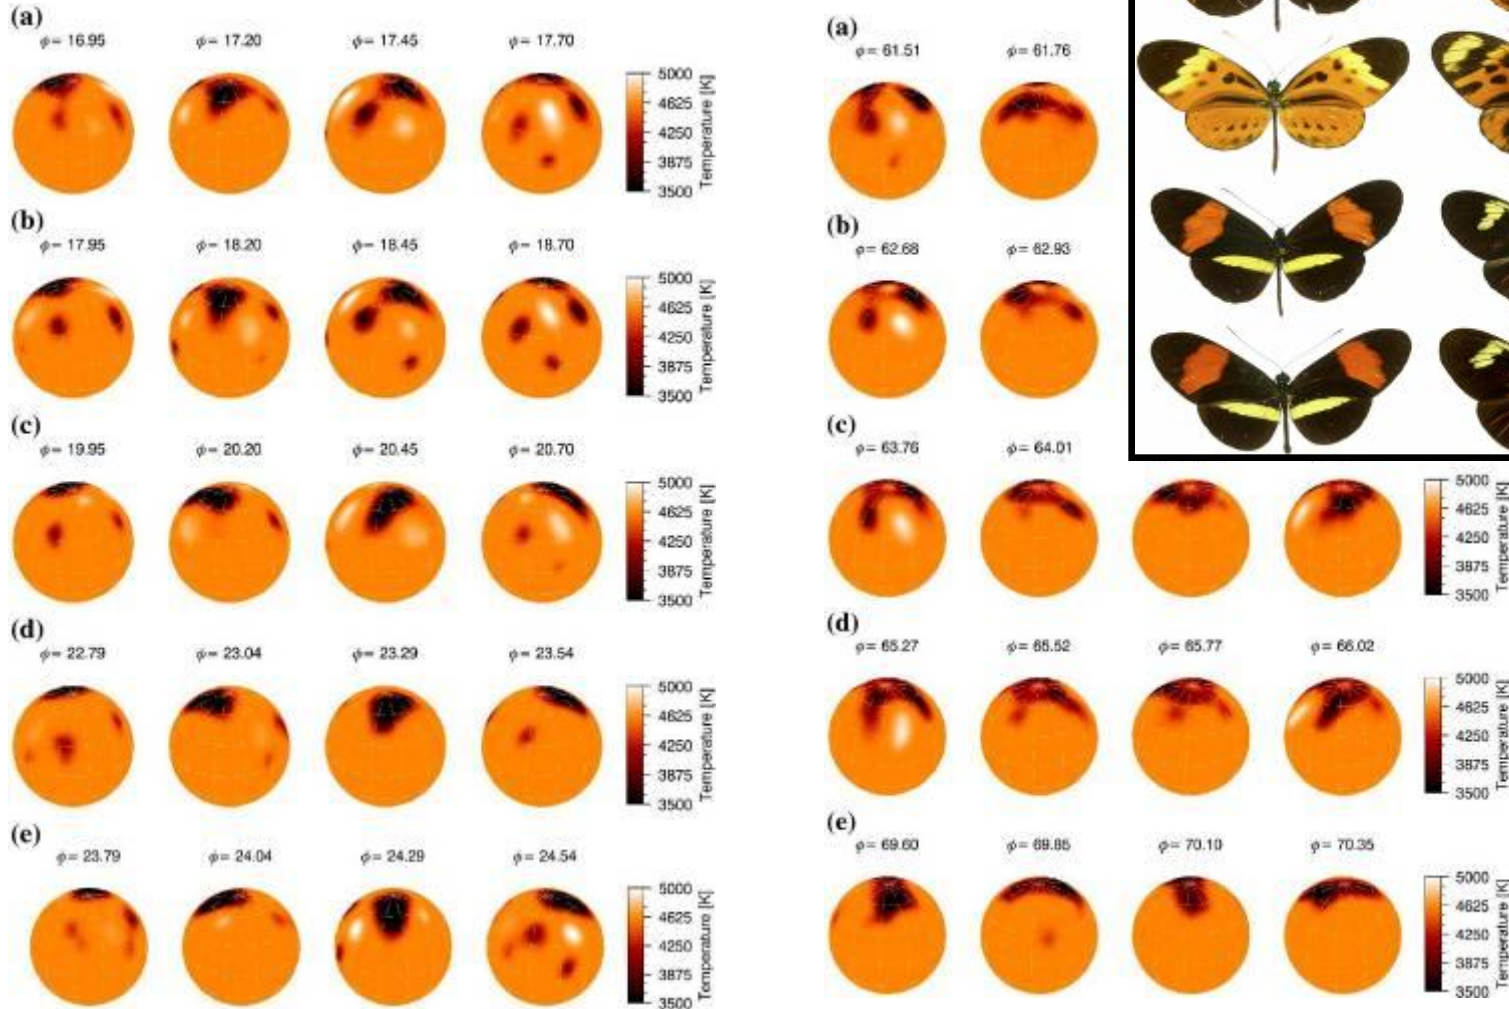 (a)
φ= 16.95 φ= 17.20 φ= 17.45 φ= 17.70
5000
4625
4250
3875
3500
Temperature [K]
(b)
φ= 17.95 φ= 18.20 φ= 18.45 φ= 18.70
5000
4625
4250
3875
3500
Temperature [K]
(c)
φ= 19.95 φ= 20.20 φ= 20.45 φ= 20.70
5000
4625
4250
3875
3500
Temperature [K]
(d)
φ= 22.79 φ= 23.04 φ= 23.29 φ= 23.54
5000
4625
4250
3875
3500
Temperature [K]
(e)
φ= 23.79 φ= 24.04 φ= 24.29 φ= 24.54
5000
4625
4250
3875
3500
Temperature [K]
(a)
φ= 61.51 φ= 61.76
(b)
φ= 62.68 φ= 62.93
(c)
φ= 63.76 φ= 64.01
5000
4625
4250
3875
3500
Temperature [K]
(d)
φ= 65.27 φ= 65.52 φ= 65.77 φ= 66.02
5000
4625
4250
3875
3500
Temperature [K]
(e)
φ= 69.60 φ= 69.85 φ= 70.10 φ= 70.35
5000
4625
4250
3875
3500
Temperature [K]